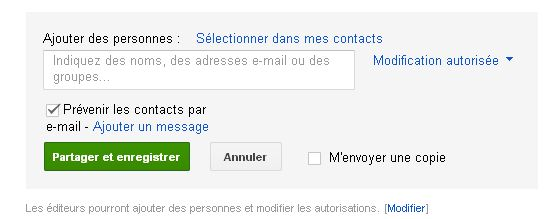 Ajouter des personnes : Sélectionner dans mes contacts
Indiquez des noms, des adresses e-mail ou des
groupes...
Modification autorisée
Prévenir les contacts par
e-mail - Ajouter un message
Partager et enregistrer Annuler M'envoyer une copie
Les éditeurs pourront ajouter des personnes et modifier les autorisations. [Modifier]